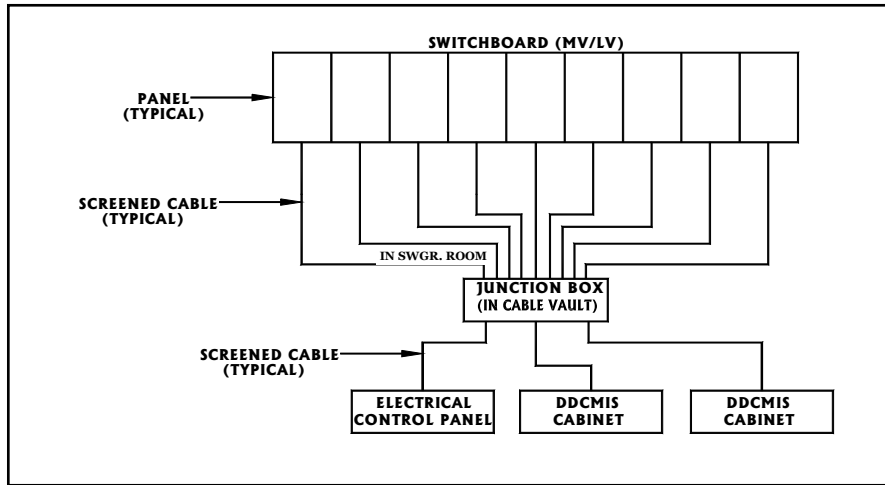 SWITCHBOARD (MV/LV)
PANEL
(TYPICAL)
SCREENED CABLE
(TYPICAL)
IN SWGR. ROOM
JUNCTION BOX
(IN CABLE VAULT)
SCREENED CABLE
(TYPICAL)
ELECTRICAL
CONTROL PANEL
DDCMIS
CABINET
DDCMIS
CABINET